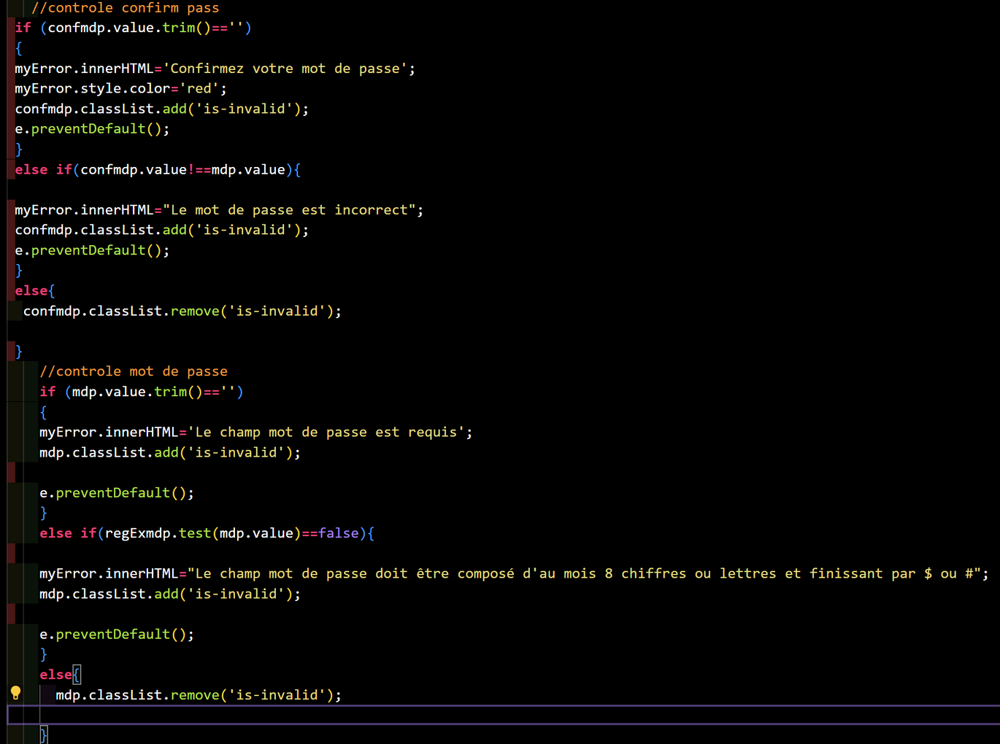 //controle confirm pass
if (confmdp.value.trim()=='')
{
myError.innerHTML='Confirmez votre mot de passe';
myError.style.color='red';
confmdp.classList.add('is-invalid');
e.preventDefault();
}
else if(confmdp.value!==mdp.value){
myError.innerHTML="Le mot de passe est incorrect";
confmdp.classList.add('is-invalid');
e.preventDefault();
}
else{
confmdp.classList.remove('is-invalid');
}
//controle mot de passe
if (mdp.value.trim()=='')
{
myError.innerHTML='Le champ mot de passe est requis';
mdp.classList.add('is-invalid');
e.preventDefault();
}
else if(regExmdp.test(mdp.value)==false){
myError.innerHTML="Le champ mot de passe doit être composé d'au mois 8 chiffres ou lettres et finissant par $ ou #";
mdp.classList.add('is-invalid');
e.preventDefault();
}
else{
mdp.classList.remove('is-invalid');
}